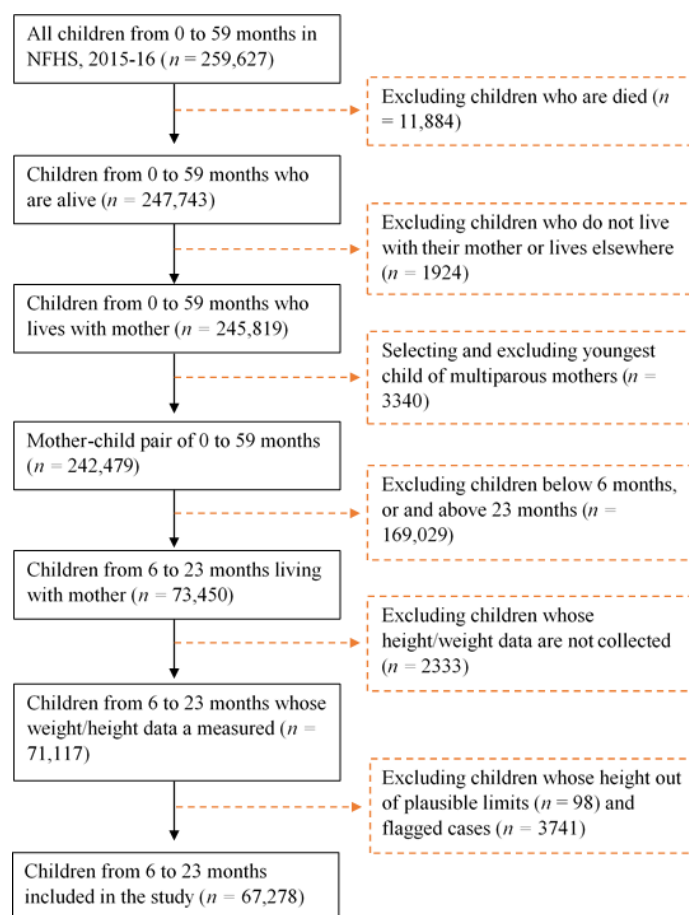 All children from 0 to 59 months in
NFHS, 2015-16 (n = 259,627)
Excluding children who are died (n
= 11,884)
Children from 0 to 59 months who
are alive (n = 247,743)
Excluding children who do not live
with their mother or lives elsewhere
(n = 1924)
Children from 0 to 59 months who
lives with mother (n = 245,819)
Selecting and excluding youngest
child of multiparous mothers (n =
3340)
Mother-child pair of 0 to 59 months
(n = 242,479)
Excluding children below 6 months,
or and above 23 months (n =
169,029)
Children from 6 to 23 months living
with mother (n = 73,450)
Excluding children whose
height/weight data are not collected
(n = 2333)
Children from 6 to 23 months whose
weight/height data a measured (n =
71,117)
Excluding children whose height out
of plausible limits (n = 98) and
flagged cases (n = 3741)
Children from 6 to 23 months
included in the study (n = 67,278)